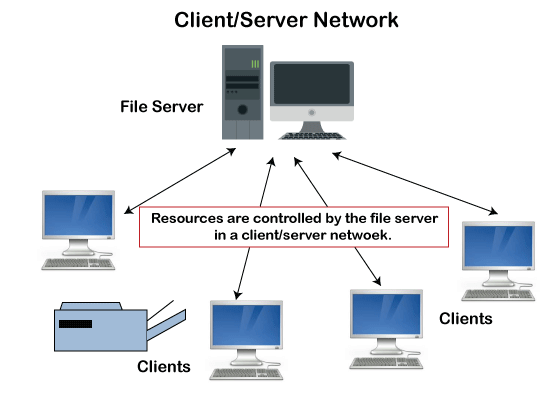 Client/Server Network
File Server
Resources are controlled by the file server
in a client/server netwoek.
Clients
Clients